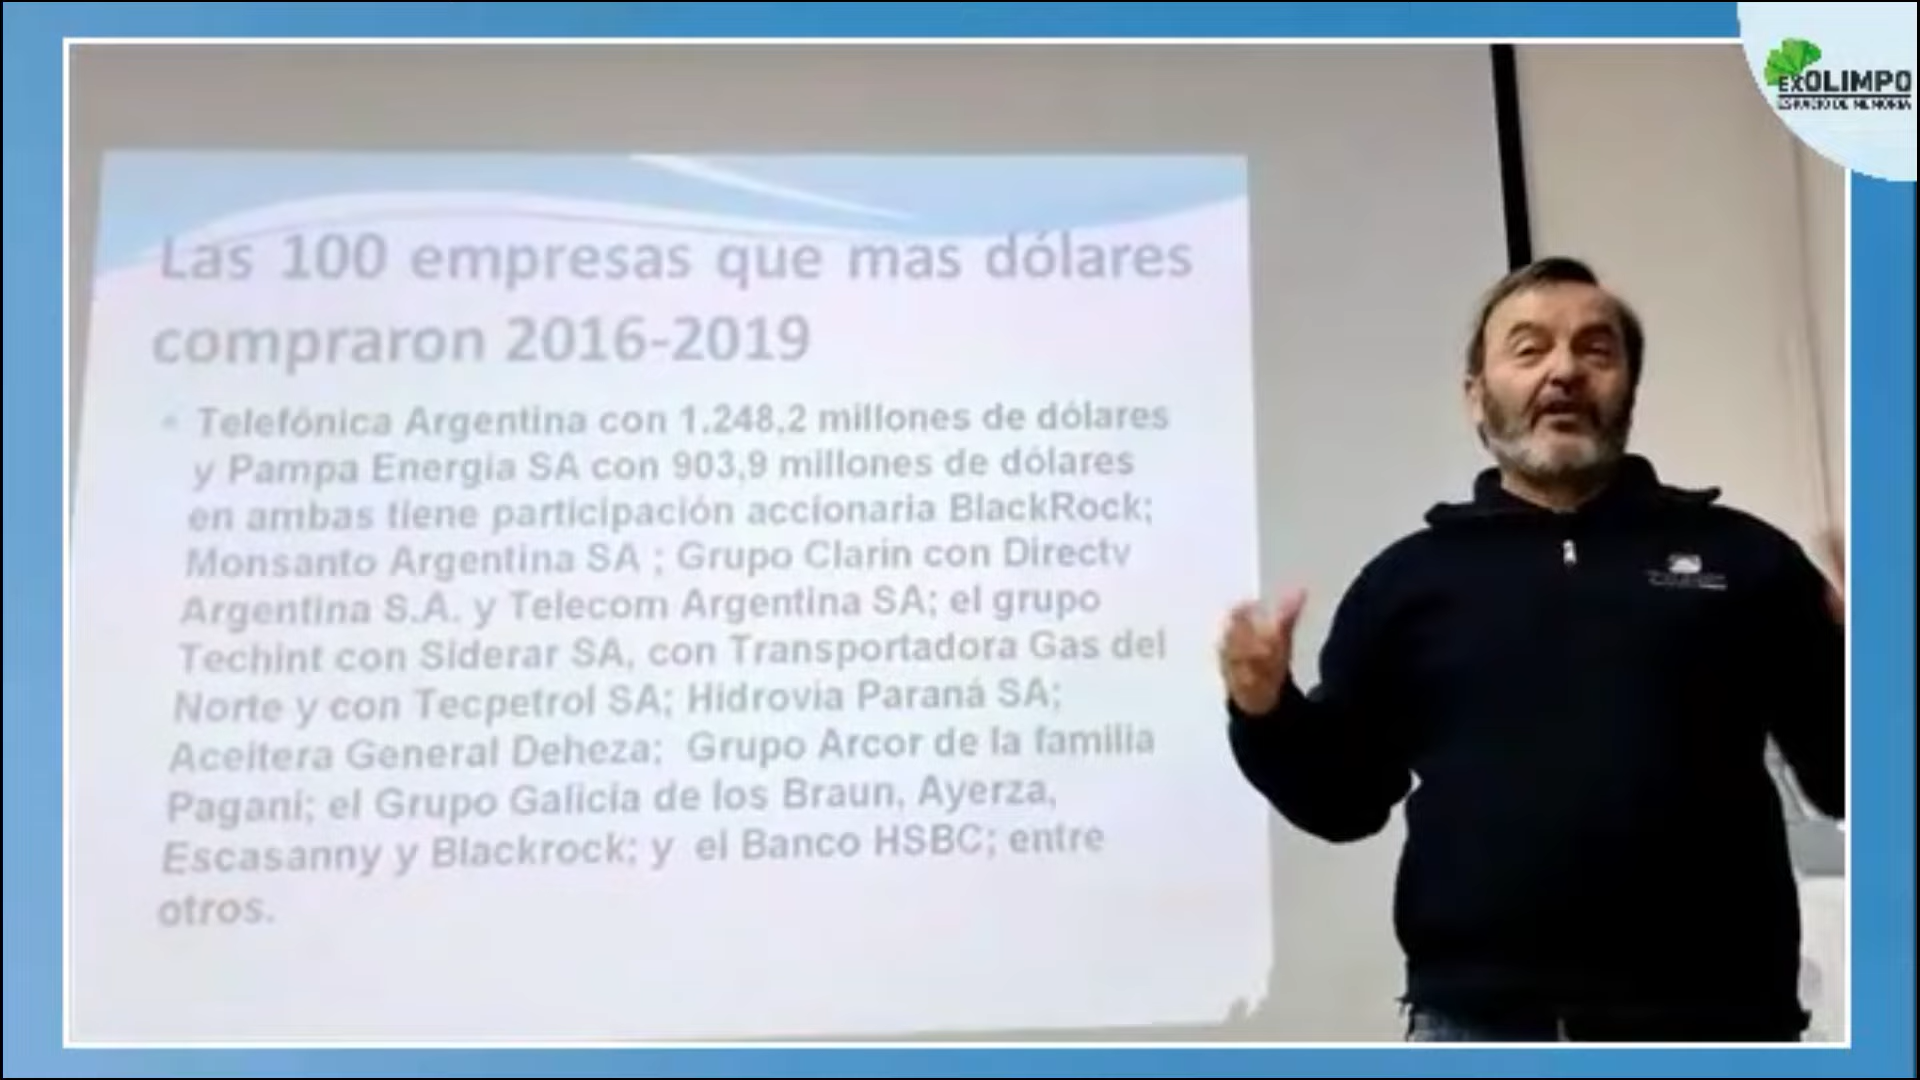 Las 100 empresas que mas dólares
compraron 2016-2019
Telefónica Argentina con 1.248,2 millones de dólares
y Pampa Energia SA con 903,9 millones de dólares
en ambas tiene participación accionaria BlackRock;
Monsanto Argentina SA ; Grupo Clarin con Directv
Argentina S.A. y Telecom Argentina SA; el grupo
Techint con Siderar SA, con Transportadora Gas del
Norte y con Tecpetrol SA; Hidrovia Paraná SA;
Aceitera General Deheza; Grupo Arcor de la familia
Pagani; el Grupo Galicia de los Braun, Ayerza,
Escasanny y Blackrock; y el Banco HSBC; entre
otros.
EXOLIMPO
ESPACIO DE MEMORIA